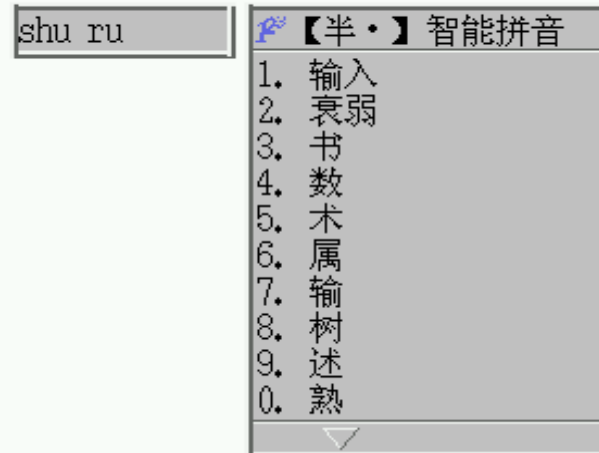 shu ru
【半・】智能拼音
1. 输入
2. 衰弱
3. 书
4. 数
5. 术
6. 属
7. 输
8. 树
9. 述
0. 熟